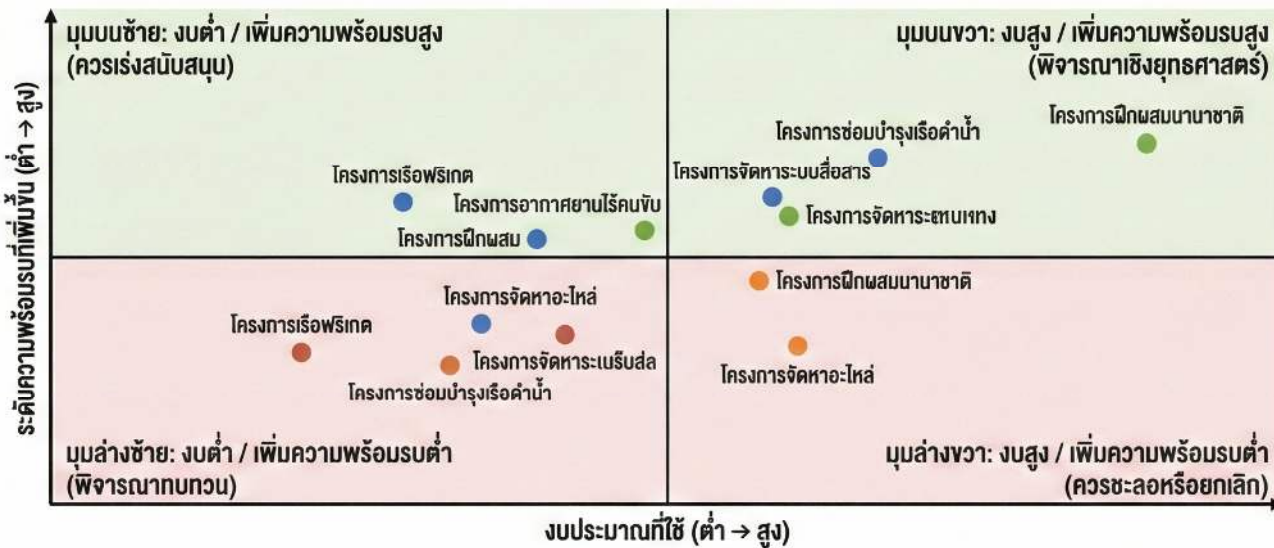 มุมบนซ้าย: งบต่ำ / เพิ่มความพร้อมรบสูง
(ควรเร่งสนับสนุน)
มุมบนขวา: งบสูง / เพิ่มความพร้อมรบสูง
(พิจารณาเชิงยุทธศาสตร์)
โครงการฝึกผสมนานาชาติ
โครงการซ่อมบำรุงเรือดำน้ำ
โครงการจัดหาระบบสื่อสาร
โครงการเรือฟริเกต
โครงการอากาศยานไร้คนขับ
โครงการจัดหาระแทนเทง
โครงการฝึกผสม
โครงการฝึกผสมนานาชาติ
โครงการจัดหาอะไหล่
โครงการเรือฟริเกต
โครงการจัดหาอะไหล่
โครงการซ่อมบำรุงเรือดำน้ำ
มุมล่างซ้าย: งบต่ำ / เพิ่มความพร้อมรบต่ำ
(พิจารณาทบทวน)
มุมล่างขวา: งบสูง / เพิ่มความพร้อมรบต่ำ
(ควรชะลอหรือยกเลิก)
ระดับความพร้อมรบที่เพิ่มขึ้น (ต่ำ → สูง)
งบประมาณที่ใช้ (ต่ำ → สูง)